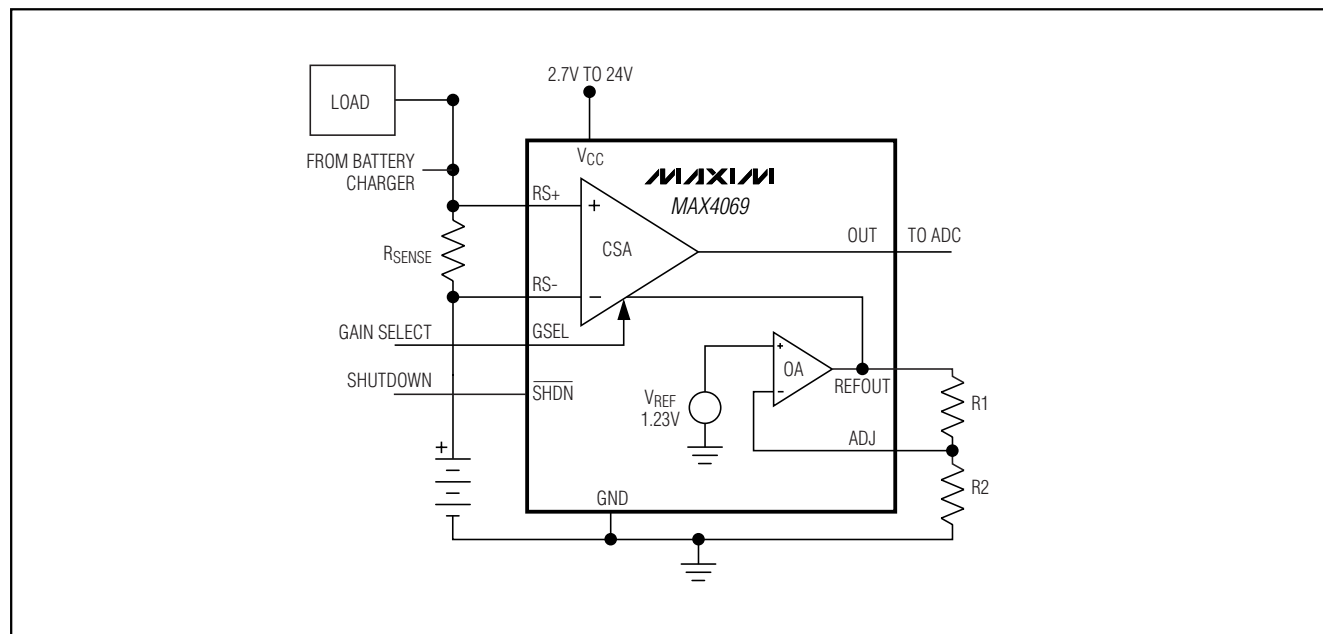 2.7V TO 24V
LOAD
FROM BATTERY
CHARGER
VCC
MAXIM
MAX4069
RS+
+
CSA
OUT
TO ADC
RSENSE
RS-
−
GAIN SELECT
GSEL
SHUTDOWN
SHDN
+
OA
−
REFOUT
VREF
1.23V
R1
ADJ
+
R2
GND